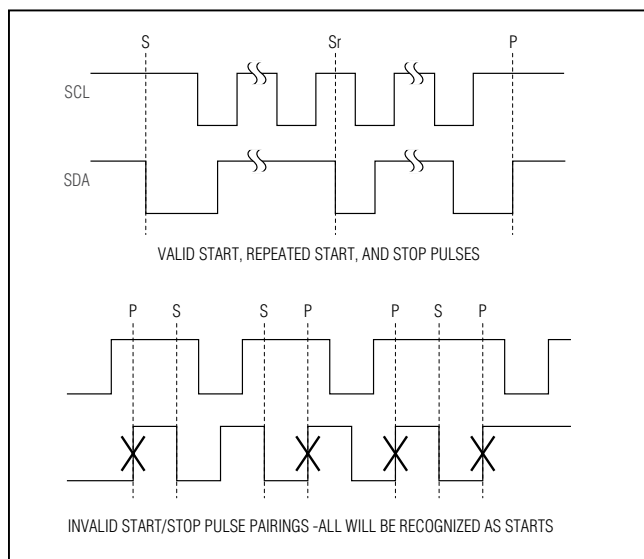 S Sr P
SCL
SDA
VALID START, REPEATED START, AND STOP PULSES
P S S P P S P
INVALID START/STOP PULSE PAIRINGS -ALL WILL BE RECOGNIZED AS STARTS